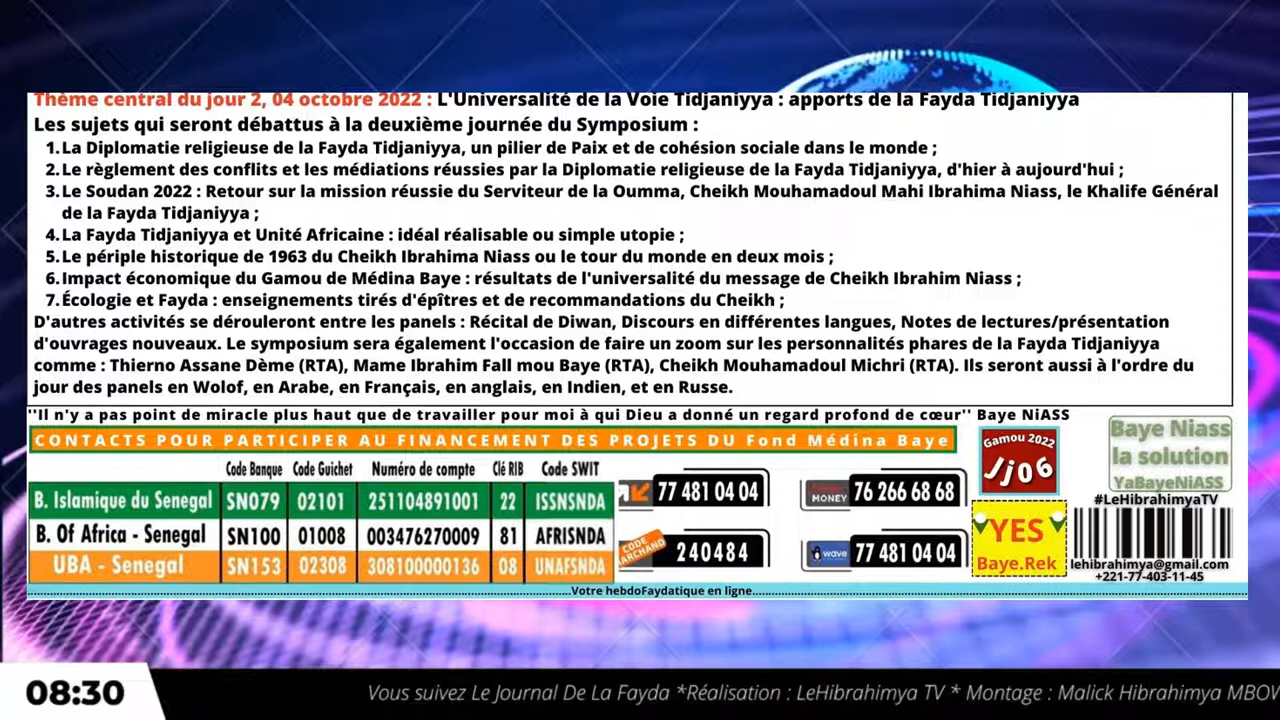 Thème central du jour 2, 04 octobre 2022 : L'Universalité de la Voie Tidjaniyya : apports de la Fayda Tidjaniyya
Les sujets qui seront débattus à la deuxième journée du Symposium :
1. La Diplomatie religieuse de la Fayda Tidjaniyya, un pilier de Paix et de cohésion sociale dans le monde ;
2. Le règlement des conflits et les médiations réussies par la Diplomatie religieuse de la Fayda Tidjaniyya, d'hier à aujourd'hui ;
3. Le Soudan 2022 : Retour sur la mission réussie du Serviteur de la Oumma, Cheikh Mouhamadoul Mahi Ibrahima Niass, le Khalife Général
de la Fayda Tidjaniyya ;
4. La Fayda Tidjaniyya et Unité Africaine : idéal réalisable ou simple utopie ;
5. Le périple historique de 1963 du Cheikh Ibrahima Niass ou le tour du monde en deux mois ;
6. Impact économique du Gamou de Médina Baye : résultats de l'universalité du message de Cheikh Ibrahim Niass ;
7. Écologie et Fayda : enseignements tirés d'épîtres et de recommandations du Cheikh ;
D'autres activités se dérouleront entre les panels : Récital de Diwan, Discours en différentes langues, Notes de lectures/présentation
d'ouvrages nouveaux. Le symposium sera également l'occasion de faire un zoom sur les personnalités phares de la Fayda Tidjaniyya
comme : Thierno Assane Dème (RTA), Mame Ibrahim Fall mou Baye (RTA), Cheikh Mouhamadoul Michri (RTA). Ils seront aussi à l'ordre du
jour des panels en Wolof, en Arabe, en Français, en anglais, en Indien, et en Russe.
''Il n'y a pas point de miracle plus haut que de travailler pour moi à qui Dieu a donné un regard profond de cœur'' Baye NiASS
CONTACTS POUR PARTICIPER AU FINANCEMENT DES PROJETS DU Fond Médina Baye
Code Banque Code Guichet Numéro de compte Clé RIB Code SWIT
B. Islamique du Senegal SN079 02101 251104891001 22 ISSNSNDA
B. Of Africa - Senegal SN100 01008 003476270009 81 AFRISNDA
UBA - Senegal SN153 02308 308100000136 08 UNAFSNDA
77 481 04 04
MONEY 76 266 68 68
CODE MARCHAND 240484
wave 77 481 04 04
Gamou 2022
Jj06
YES
Baye.Rek
Baye Niass
la solution
YaBayeNiASS
#LeHibrahimyaTV
lehibrahimya@gmail.com
+221-77-403-11-45
Votre hebdoFaydatique en ligne
08:30
Vous suivez Le Journal De La Fayda *Réalisation : LeHibrahimya TV * Montage : Malick Hibrahimya MBOW